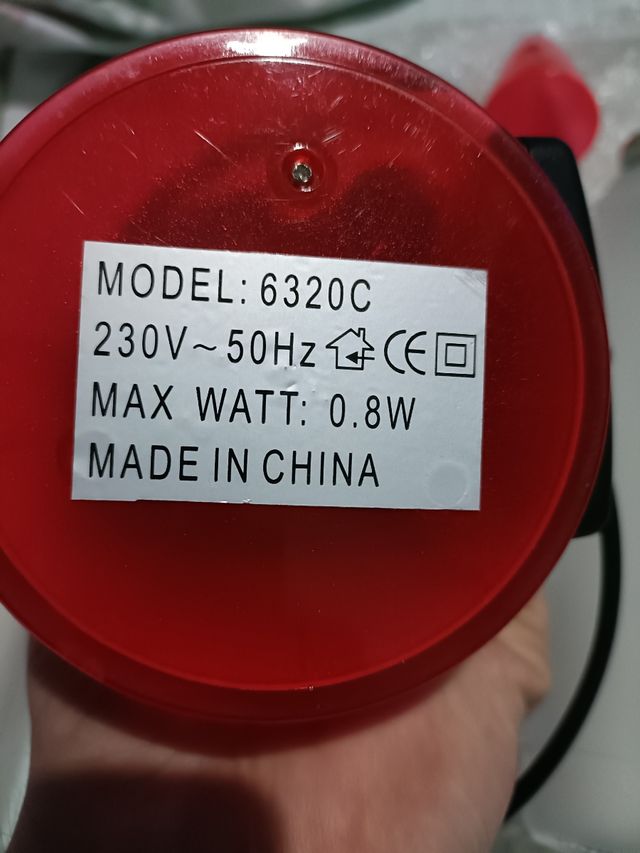 MODEL: 6320C
230V~50Hz CE
MAX WATT: 0.8W
MADE IN CHINA